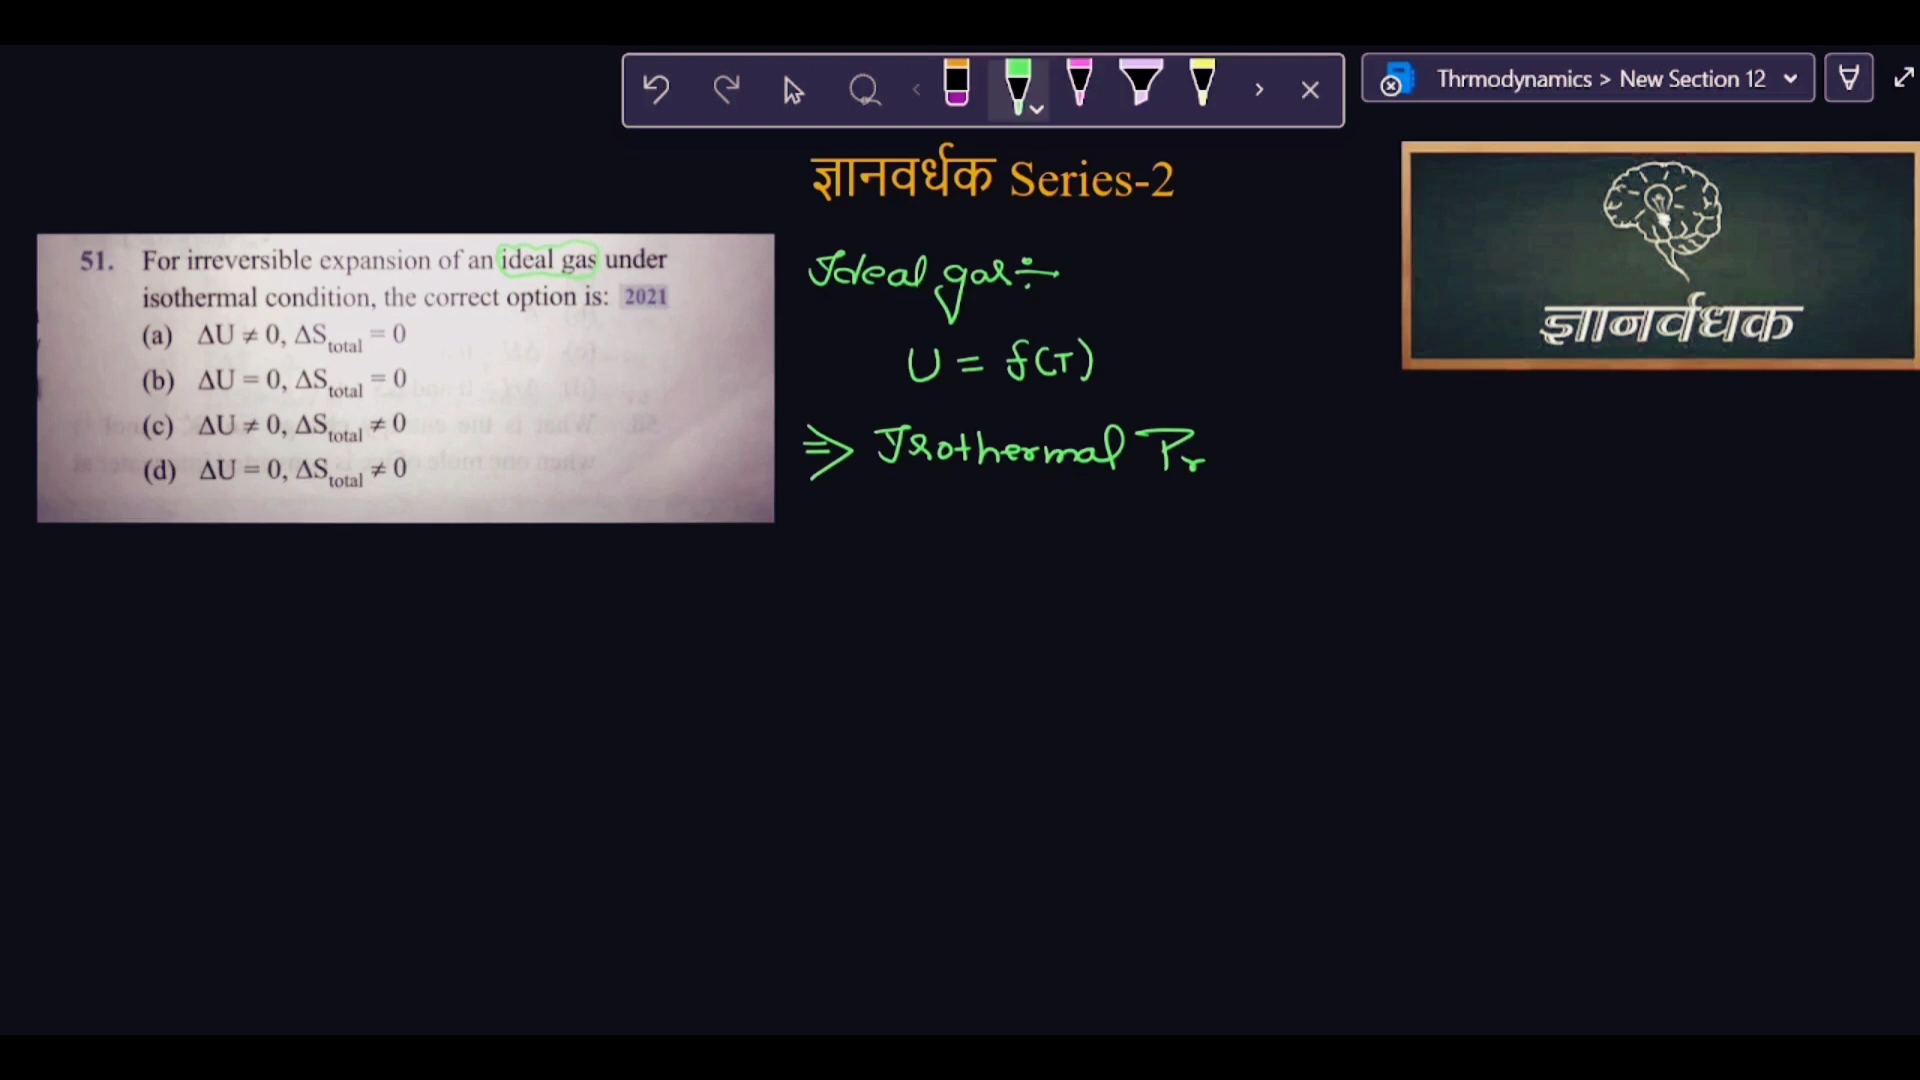 Thrmodynamics > New Section 12
ज्ञानवर्धक Series-2
51. For irreversible expansion of an ideal gas under
isothermal condition, the correct option is: 2021
(a) ΔU ≠ 0, ΔS_total = 0
(b) ΔU = 0, ΔS_total = 0
(c) ΔU ≠ 0, ΔS_total ≠ 0
(d) ΔU = 0, ΔS_total ≠ 0
Ideal gas ÷
U = f(T)
⇒ Isothermal Pr
ज्ञानर्वधक